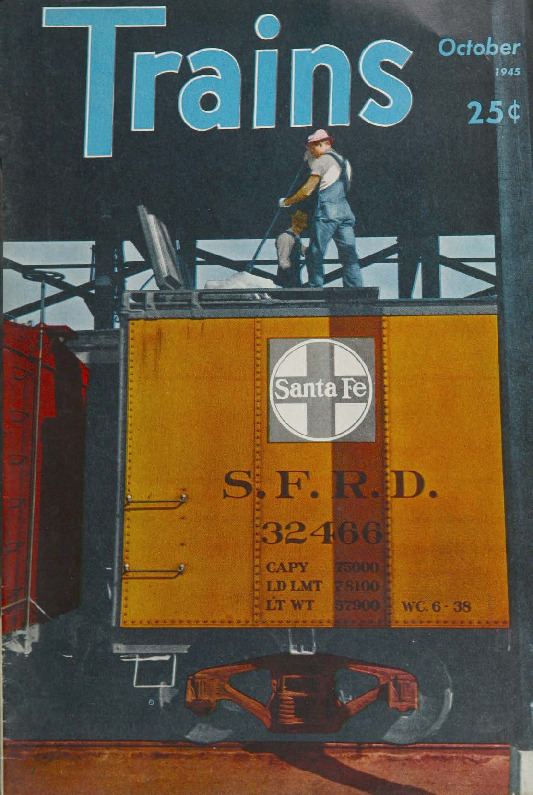 Trains
October
1945
25¢
Santa Fe
S.F.R.D.
32466
CAPY 75000
LD LMT 78100
LT WT 57900 WC. 6-38